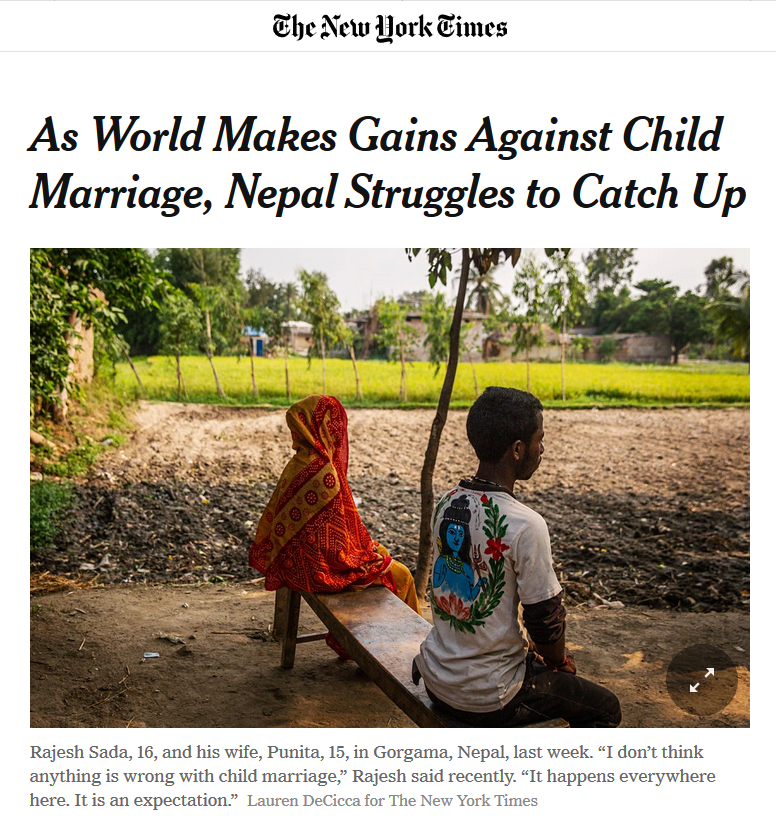 The New York Times
As World Makes Gains Against Child
Marriage, Nepal Struggles to Catch Up
Rajesh Sada, 16, and his wife, Punita, 15, in Gorgama, Nepal, last week. “I don’t think
anything is wrong with child marriage,” Rajesh said recently. “It happens everywhere
here. It is an expectation.” Lauren DeCicca for The New York Times